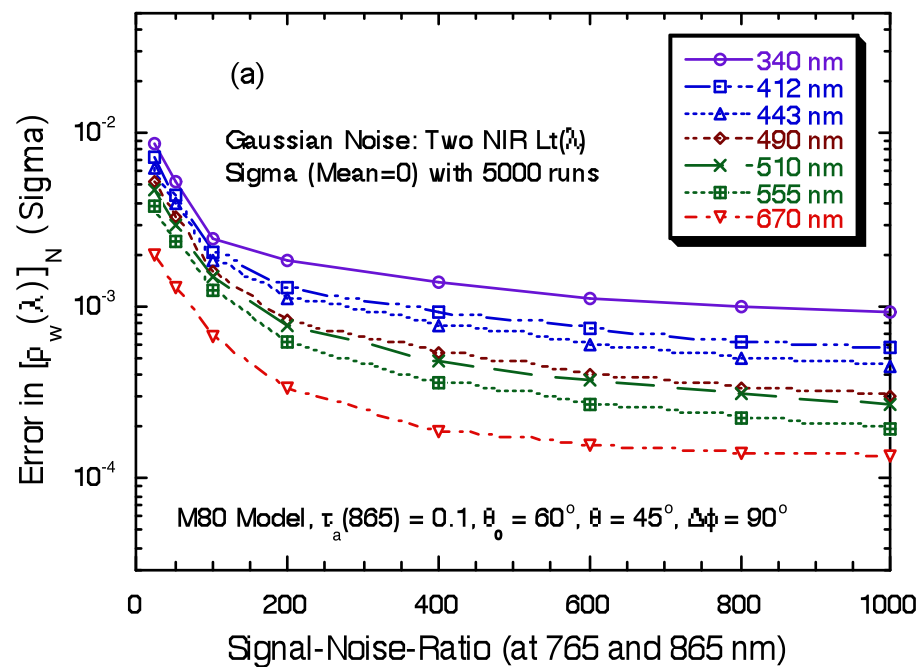 (a)
340 nm
412 nm
443 nm
490 nm
510 nm
555 nm
670 nm
Gaussian Noise: Two NIR Lt(λ)
Sigma (Mean=0) with 5000 runs
Error in [ρw(λ)]N (Sigma)
10-2
10-3
10-4
M80 Model, τa(865) = 0.1, θo = 60°, θ = 45°, Δϕ = 90°
0 200 400 600 800 1000
Signal-Noise-Ratio (at 765 and 865 nm)